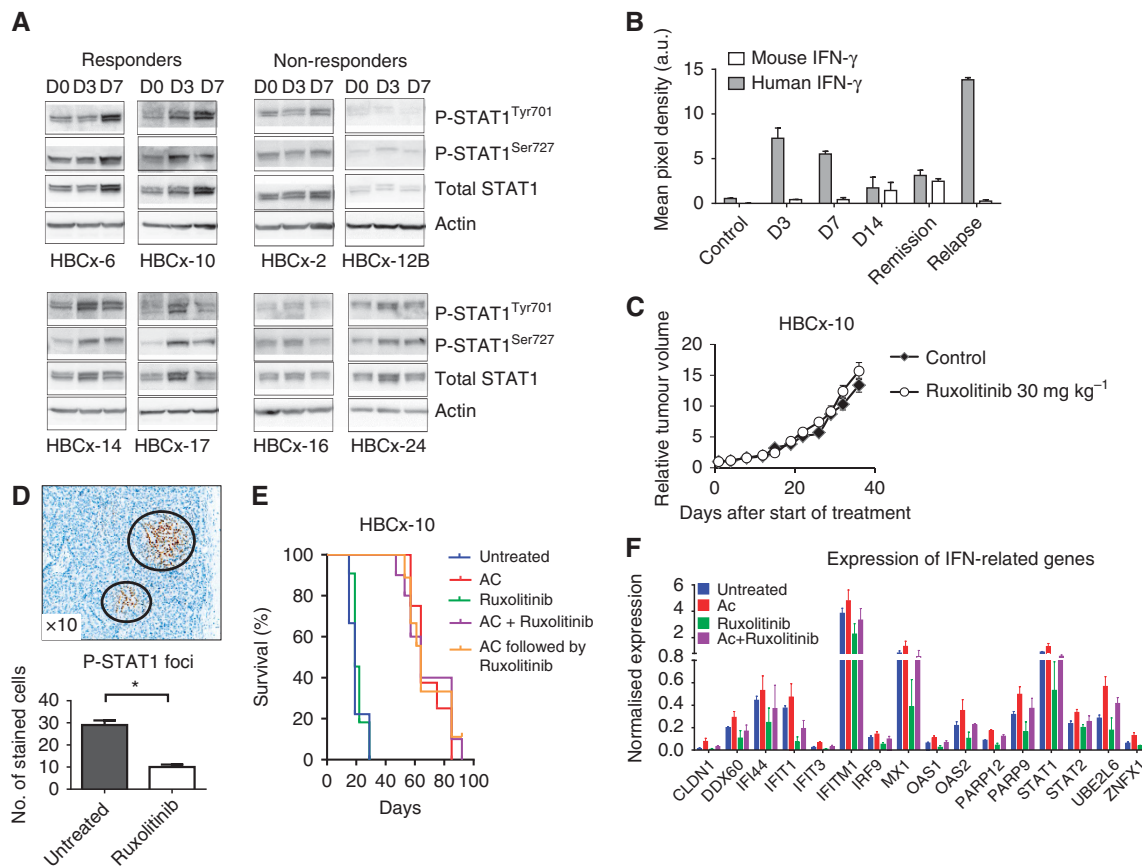 A
Responders Non-responders
D0 D3 D7 D0 D3 D7 D0 D3 D7 D0 D3 D7
P-STAT1Tyr701
P-STAT1Ser727
Total STAT1
Actin
HBCx-6 HBCx-10 HBCx-2 HBCx-12B
P-STAT1Tyr701
P-STAT1Ser727
Total STAT1
Actin
HBCx-14 HBCx-17 HBCx-16 HBCx-24
B
Mouse IFN-γ
Human IFN-γ
Mean pixel density (a.u.)
15
10
5
0
Control D3 D7 D14 Remission Relapse
C
HBCx-10
Relative tumour volume
20
15
10
5
0
0 20 40
Days after start of treatment
Control
Ruxolitinib 30 mg kg–1
D
×10
P-STAT1 foci
*
No. of stained cells
40
30
20
10
0
Untreated Ruxolitinib
E
HBCx-10
Survival (%)
100
80
60
40
20
0
0 20 40 60 80 100
Days
Untreated
AC
Ruxolitinib
AC + Ruxolitinib
AC followed by
Ruxolitinib
F
Expression of IFN-related genes
Untreated
Ac
Ruxolitinib
Ac+Ruxolitinib
Normalised expression
6
4
2
0.8
0.6
0.4
0.2
0.0
CLDN1 DDX60 IFI44 IFIT1 IFIT3 IFITM1 IRF9 MX1 OAS1 OAS2 PARP12 PARP9 STAT1 STAT2 UBE2L6 ZNFX1